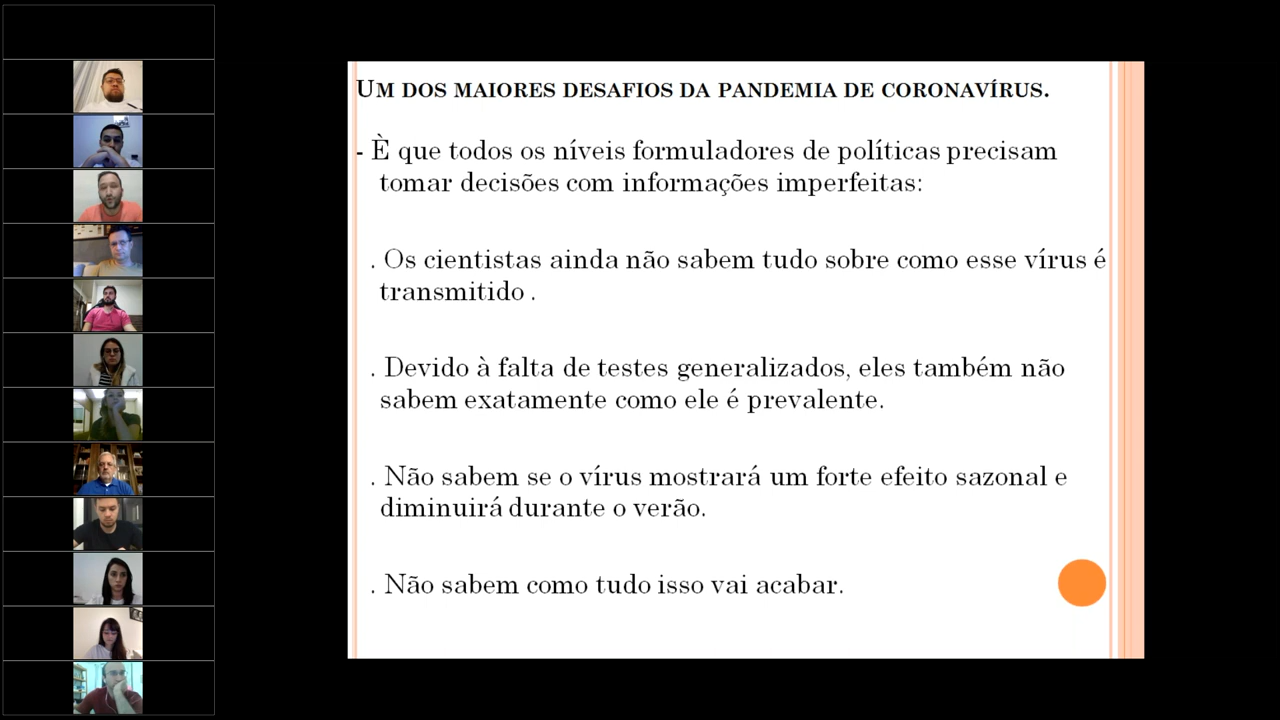 UM DOS MAIORES DESAFIOS DA PANDEMIA DE CORONAVÍRUS.
- È que todos os níveis formuladores de políticas precisam
tomar decisões com informações imperfeitas:
. Os cientistas ainda não sabem tudo sobre como esse vírus é
transmitido .
. Devido à falta de testes generalizados, eles também não
sabem exatamente como ele é prevalente.
. Não sabem se o vírus mostrará um forte efeito sazonal e
diminuirá durante o verão.
. Não sabem como tudo isso vai acabar.